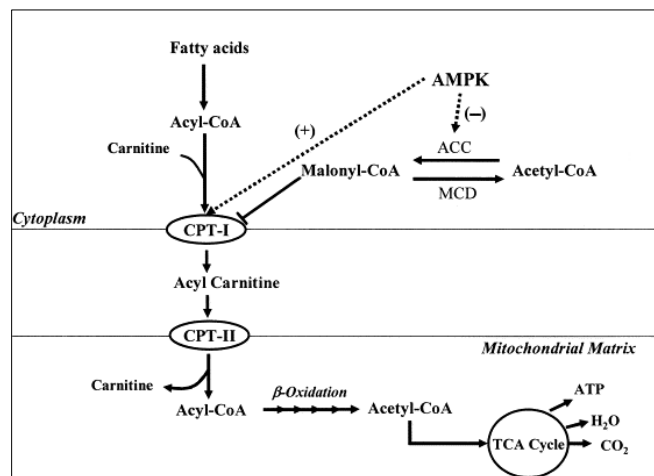 Fatty acids
AMPK
(+)
(–)
Acyl-CoA
Carnitine
ACC
Malonyl-CoA
Acetyl-CoA
MCD
Cytoplasm
CPT-I
Acyl Carnitine
CPT-II
Mitochondrial Matrix
Carnitine
Acyl-CoA
β-Oxidation
Acetyl-CoA
ATP
H₂O
TCA Cycle
CO₂